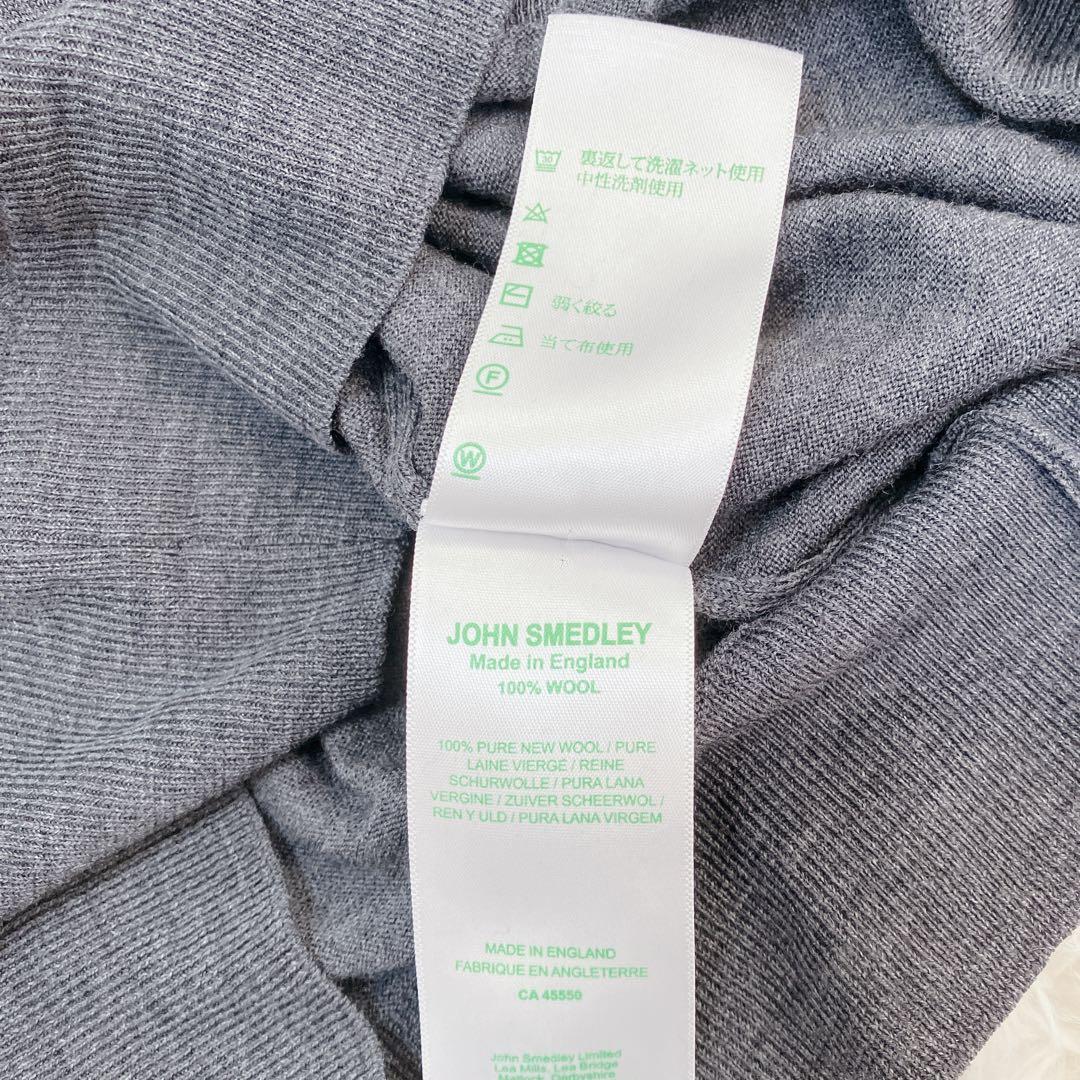 30
裏返して洗濯ネット使用
中性洗剤使用
弱く絞る
当て布使用
F
W
JOHN SMEDLEY
Made in England
100% WOOL
100% PURE NEW WOOL / PURE
LAINE VIERGE / REINE
SCHURWOLLE / PURA LANA
VERGINE / ZUIVER SCHEERWOL /
REN Y ULD / PURA LANA VIRGEM
MADE IN ENGLAND
FABRIQUE EN ANGLETERRE
CA 45550
John Smedley Limited
Lea Mills, Lea Bridge
Matlock, Derbyshire